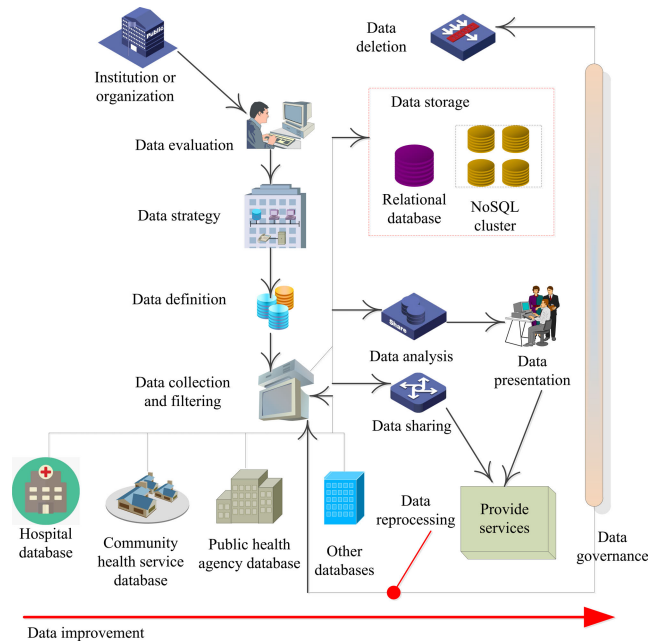 Public
Institution or
organization
Data
deletion
Data evaluation
Data storage
Relational
database
NoSQL
cluster
Data strategy
Data definition
Share
Data analysis
Data
presentation
Data collection
and filtering
Data sharing
Hospital
database
Community
health service
database
Public health
agency database
Other
databases
Data
reprocessing
Provide
services
Data
governance
Data improvement